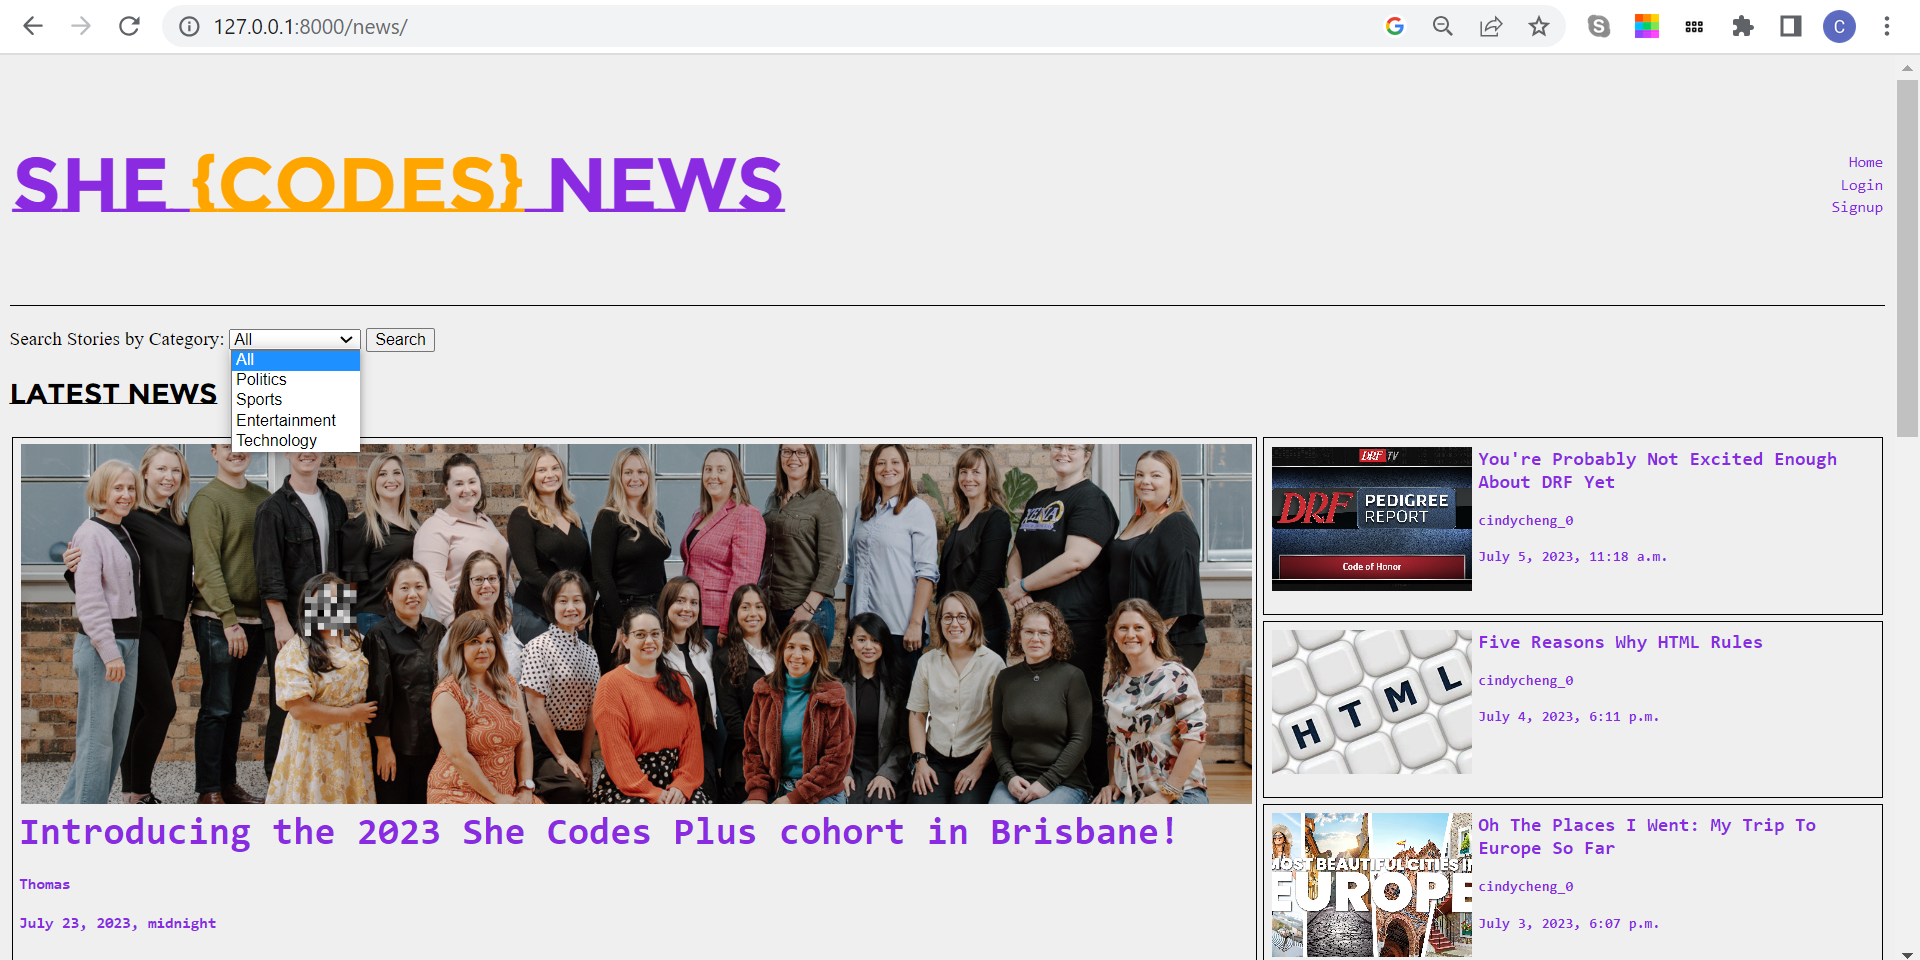 127.0.0.1:8000/news/
C
SHE {CODES} NEWS
Home
Login
Signup
Search Stories by Category: All Search
All
Politics
Sports
Entertainment
Technology
LATEST NEWS
Introducing the 2023 She Codes Plus cohort in Brisbane!
Thomas
July 23, 2023, midnight
DRF TV
DRF PEDIGREE
REPORT
Code of Honor
You're Probably Not Excited Enough
About DRF Yet
cindycheng_0
July 5, 2023, 11:18 a.m.
HTML
Five Reasons Why HTML Rules
cindycheng_0
July 4, 2023, 6:11 p.m.
MOST BEAUTIFUL CITIES IN
EUROPE
Oh The Places I Went: My Trip To
Europe So Far
cindycheng_0
July 3, 2023, 6:07 p.m.